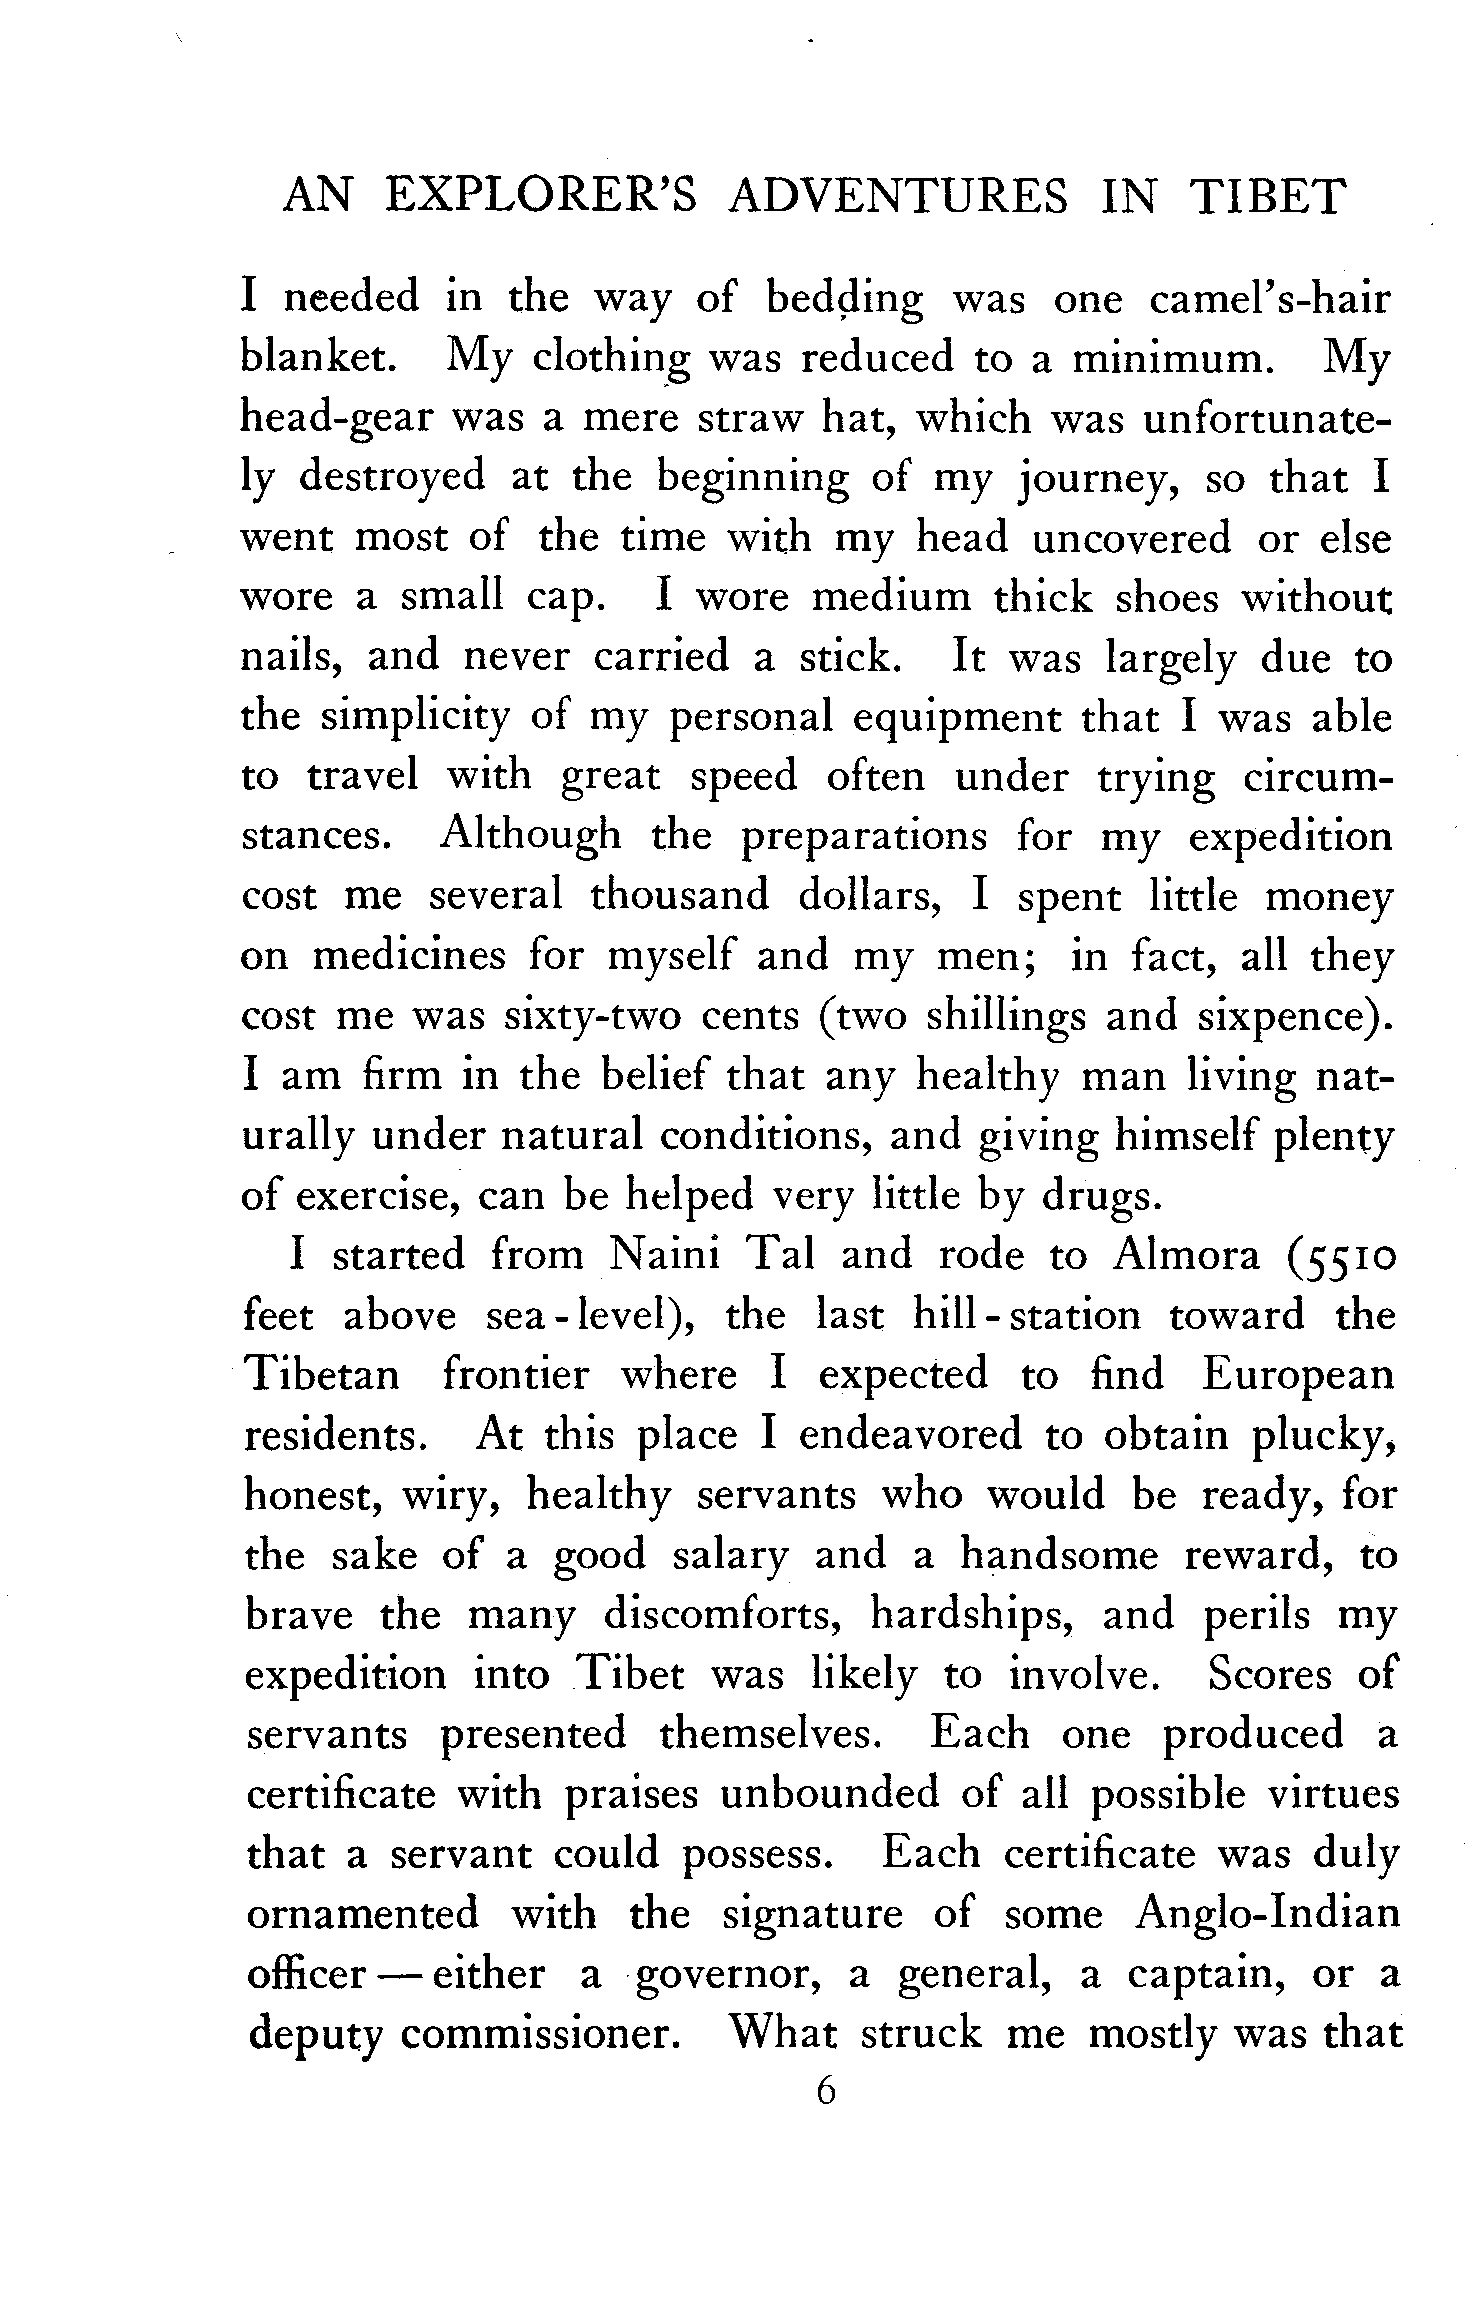 AN EXPLORER'S ADVENTURES IN TIBET
I needed in the way of bedding was one camel's-hair
blanket. My clothing was reduced to a minimum. My
head-gear was a mere straw hat, which was unfortunate-
ly destroyed at the beginning of my journey, so that I
went most of the time with my head uncovered or else
wore a small cap. I wore medium thick shoes without
nails, and never carried a stick. It was largely due to
the simplicity of my personal equipment that I was able
to travel with great speed often under trying circum-
stances. Although the preparations for my expedition
cost me several thousand dollars, I spent little money
on medicines for myself and my men; in fact, all they
cost me was sixty-two cents (two shillings and sixpence).
I am firm in the belief that any healthy man living nat-
urally under natural conditions, and giving himself plenty
of exercise, can be helped very little by drugs.
I started from Naini Tal and rode to Almora (5510
feet above sea-level), the last hill-station toward the
Tibetan frontier where I expected to find European
residents. At this place I endeavored to obtain plucky,
honest, wiry, healthy servants who would be ready, for
the sake of a good salary and a handsome reward, to
brave the many discomforts, hardships, and perils my
expedition into Tibet was likely to involve. Scores of
servants presented themselves. Each one produced a
certificate with praises unbounded of all possible virtues
that a servant could possess. Each certificate was duly
ornamented with the signature of some Anglo-Indian
officer — either a governor, a general, a captain, or a
deputy commissioner. What struck me mostly was that
6